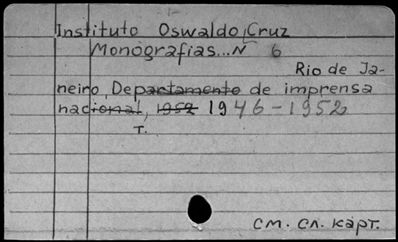 Instituto Oswaldo Cruz
Monografias... N 6
Rio de Ja-
neiro, Departamento de imprensa
nacional, 1952 1946-1952
т.
см. сл. карт.